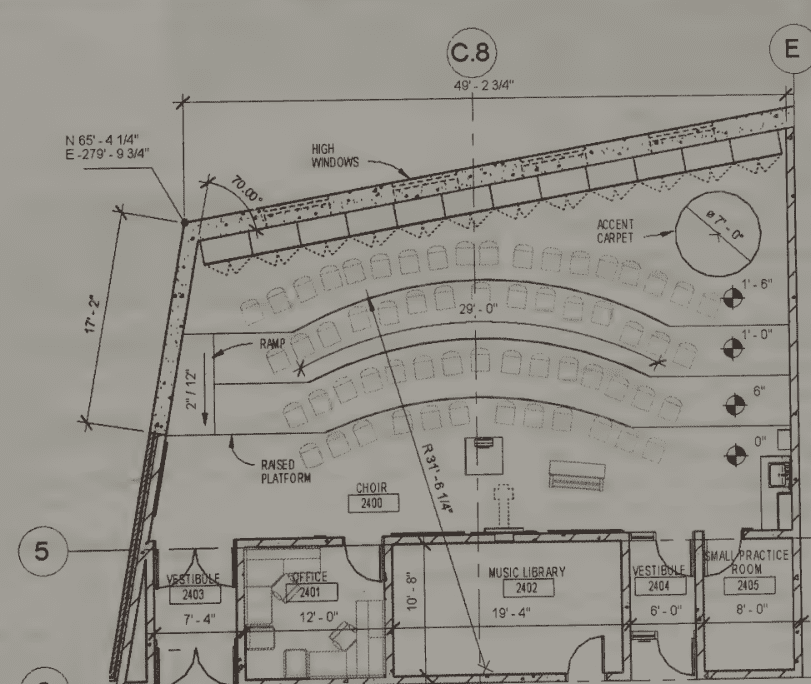 E
C.8
49' - 2 3/4"
N 65' - 4 1/4"
E -279' - 9 3/4"
HIGH
WINDOWS
70.00°
ACCENT
CARPET
ø 7' - 0"
1' - 6"
17' - 2"
29' - 0"
RAMP
1' - 0"
2" / 12"
6"
0"
R 31' - 6 1/4"
RAISED
PLATFORM
CHOIR
2400
5
VESTIBULE
2403
7' - 4"
OFFICE
2401
12' - 0"
10' - 8"
MUSIC LIBRARY
2402
19' - 4"
VESTIBULE
2404
6' - 0"
SMALL PRACTICE
ROOM
2405
8' - 0"